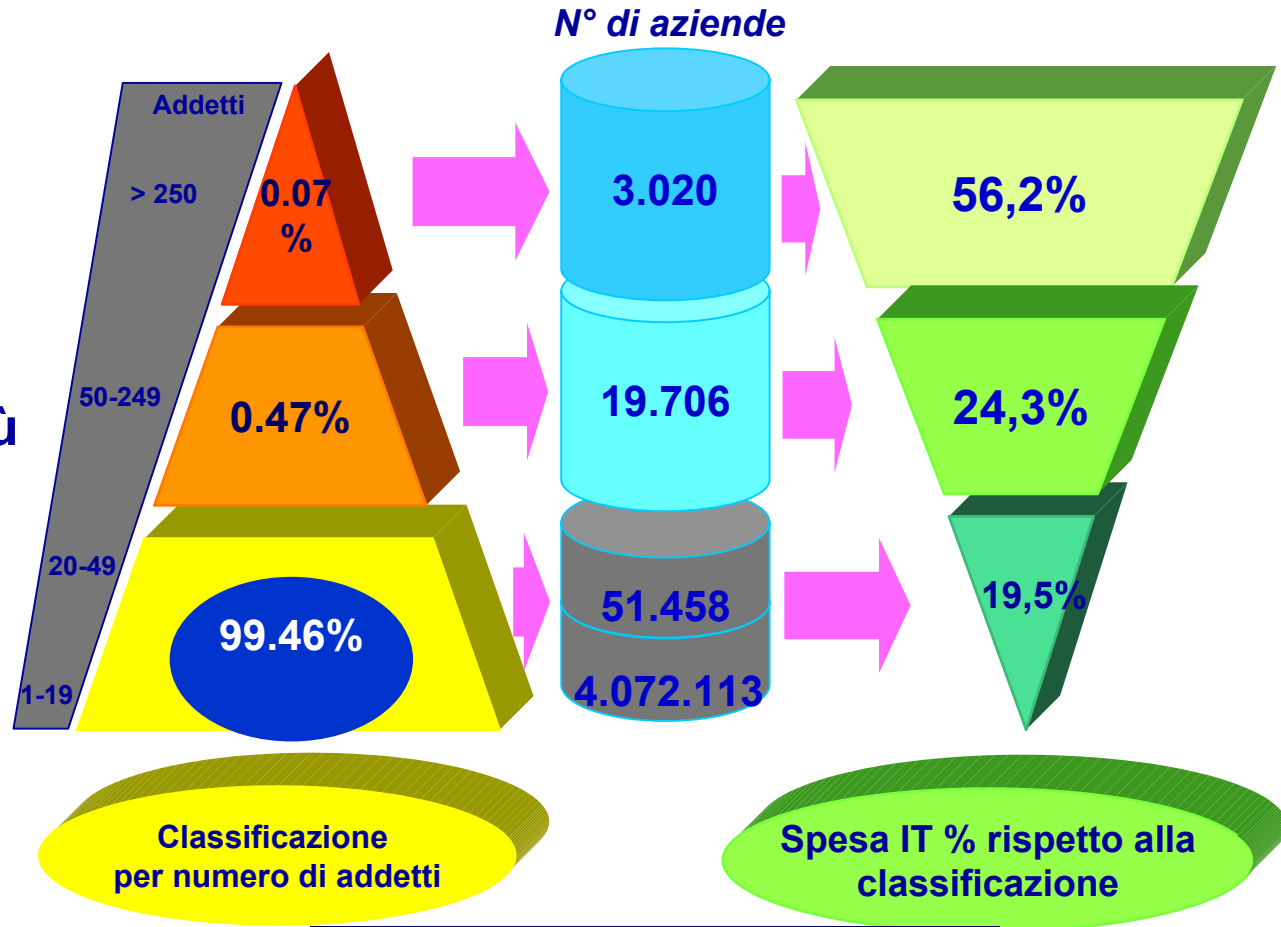 N° di aziende
Addetti
> 250
0.07
%
3.020
56,2%
50-249
ù
0.47%
19.706
24,3%
20-49
99.46%
51.458
19,5%
1-19
4.072.113
Classificazione
per numero di addetti
Spesa IT % rispetto alla
classificazione